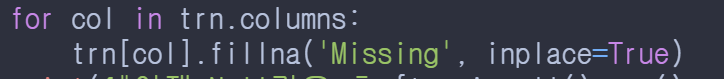 for col in trn.columns:
    trn[col].fillna('Missing', inplace=True)